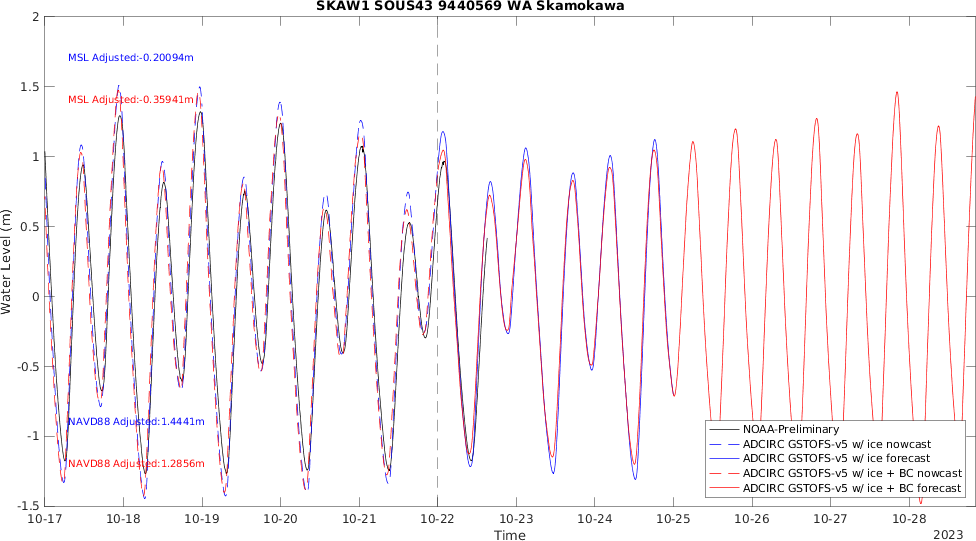 SKAW1 SOUS43 9440569 WA Skamokawa
2
1.5
1
0.5
0
-0.5
-1
-1.5
Water Level (m)
MSL Adjusted:-0.20094m
MSL Adjusted:-0.35941m
NAVD88 Adjusted:1.4441m
NAVD88 Adjusted:1.2856m
NOAA-Preliminary
ADCIRC GSTOFS-v5 w/ ice nowcast
ADCIRC GSTOFS-v5 w/ ice forecast
ADCIRC GSTOFS-v5 w/ ice + BC nowcast
ADCIRC GSTOFS-v5 w/ ice + BC forecast
10-17 10-18 10-19 10-20 10-21 10-22 10-23 10-24 10-25 10-26 10-27 10-28
Time
2023